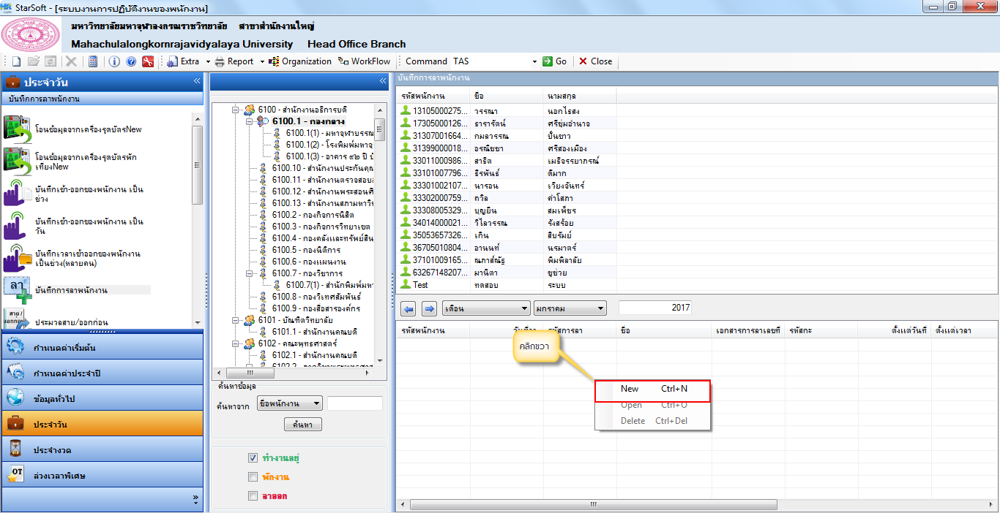 StarSoft - [ระบบงานการปฏิบัติงานของพนักงาน]
มหาวิทยาลัยมหาจุฬาลงกรณราชวิทยาลัย สาขาสำนักงานใหญ่
Mahachulalongkornrajavidyalaya University Head Office Branch
Extra Report Organization WorkFlow Command TAS Go Close
ประจำวัน
บันทึกการลาพนักงาน
โอนข้อมูลจากเครื่องรูดบัตรNew
โอนข้อมูลจากเครื่องรูดบัตรพัก
เที่ยงNew
บันทึกเข้า-ออกของพนักงาน เป็น
ช่วง
บันทึกเข้า-ออกของพนักงาน เป็น
วัน
บันทึกเวลาเข้าออกของพนักงาน
เป็นช่วง(หลายคน)
ลา
บันทึกการลาพนักงาน
สาย/
ประมวลสาย/ออกก่อน
กำหนดค่าเริ่มต้น
กำหนดค่าประจำปี
ข้อมูลทั่วไป
ประจำวัน
ประจำงวด
OT
ล่วงเวลาพิเศษ
6100 - สำนักงานอธิการบดี
6100.1 - กองกลาง
6100.1(1) - มหาจุฬาบรรณ
6100.1(2) - โรงพิมพ์มหาจุ
6100.1(3) - อาคาร ๙๒ ปี ป
6100.10 - สำนักงานประกันคุณ
6100.11 - สำนักงานตรวจสอบ
6100.12 - สำนักงานพระสอนศี
6100.13 - สำนักงานสภามหาวิ
6100.2 - กองกิจการนิสิต
6100.3 - กองกิจการวิทยาเขต
6100.4 - กองคลังและทรัพย์สิน
6100.5 - กองนิติการ
6100.6 - กองแผนงาน
6100.7 - กองวิชาการ
6100.7(1) - สำนักพิมพ์มหา
6100.8 - กองวิเทศสัมพันธ์
6100.9 - กองสื่อสารองค์กร
6101 - บัณฑิตวิทยาลัย
6101.1 - สำนักงานคณบดี
6102 - คณะพุทธศาสตร์
6102.1 - สำนักงานคณบดี
ค้นหาข้อมูล
ค้นหาจาก ชื่อพนักงาน
ค้นหา
ทำงานอยู่
พักงาน
ลาออก
บันทึกการลาพนักงาน
รหัสพนักงาน ชื่อ นามสกุล
13105000275... วรรณา นอกไธสง
17305000126... ธารารัตน์ ศรีชุ่มอำนาจ
31307001664... กมลวรรณ ปั้นขาว
31399000018... อรณิชชา ศรีสองเมือง
33011000986... สาธิต เมธีจรรยาภรณ์
33101007796... ธิรพันธ์ ดีมาก
33301002107... นารอน เวียงจันทร์
33302000759... ถวิล คำโสภา
33308005329... บุญยืน สมเพ็ชร
34014000021... วิไลวรรณ รังสร้อย
35053657326... เกิน สิบรัมย์
36705010804... อานนท์ นรมาตร์
37101009165... ณภาส์ณัฐ พิมพิลาลัย
63267148207... มานิตา ชูช่วย
Test ทดสอบ ระบบ
เดือน มกราคม 2017
รหัสพนักงาน วันที่ลา รหัสการลา ชื่อ เอกสารการลาเลขที่ รหัสกะ ตั้งแต่วันที่ ตั้งแต่เวลา
คลิกขวา
New Ctrl+N
Open Ctrl+O
Delete Ctrl+Del